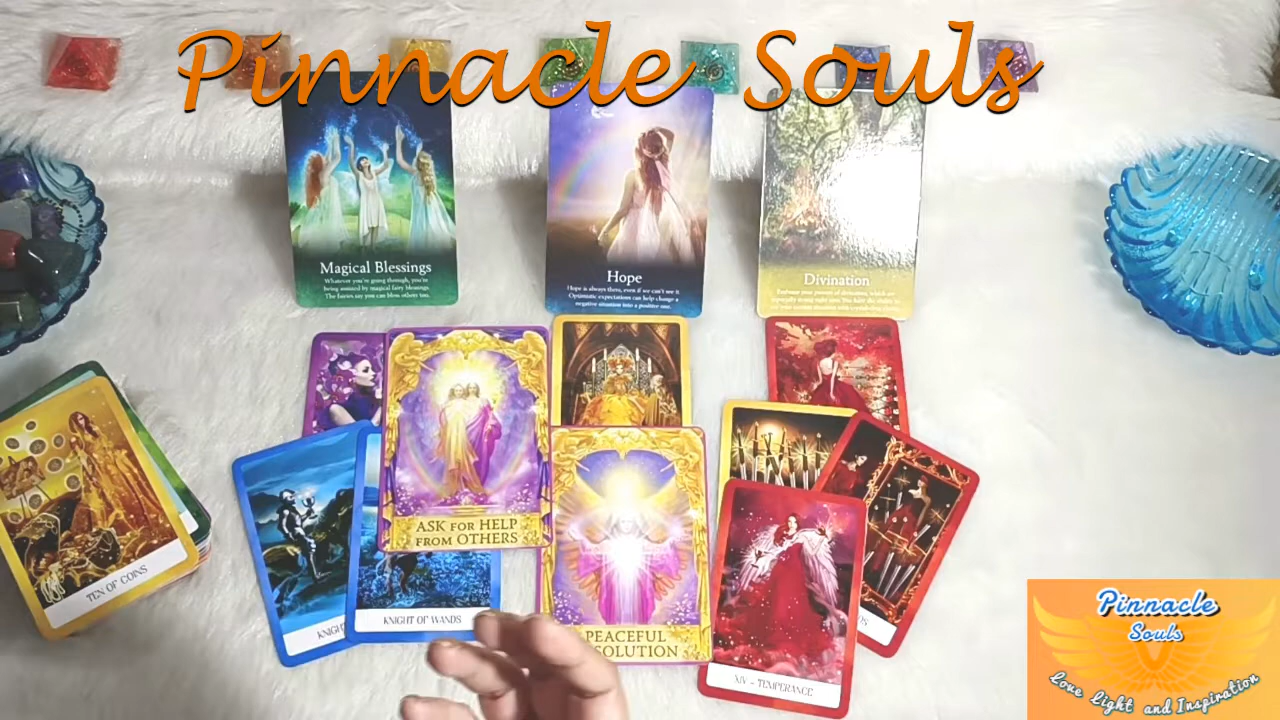 Pinnacle Souls
Magical Blessings
Whatever you're going through, you're
being assisted by magical fairy blessings.
The fairies say you can bless others too.
Hope
Hope is always there, even if we can't see it
Optimistic expectations can help change a
negative situation into a positive one.
Divination
ASK FOR HELP
FROM OTHERS
TEN OF COINS
KNIGHT OF WANDS
PEACEFUL
XIV - TEMPERANCE
Pinnacle
Souls
Love Light and Inspiration